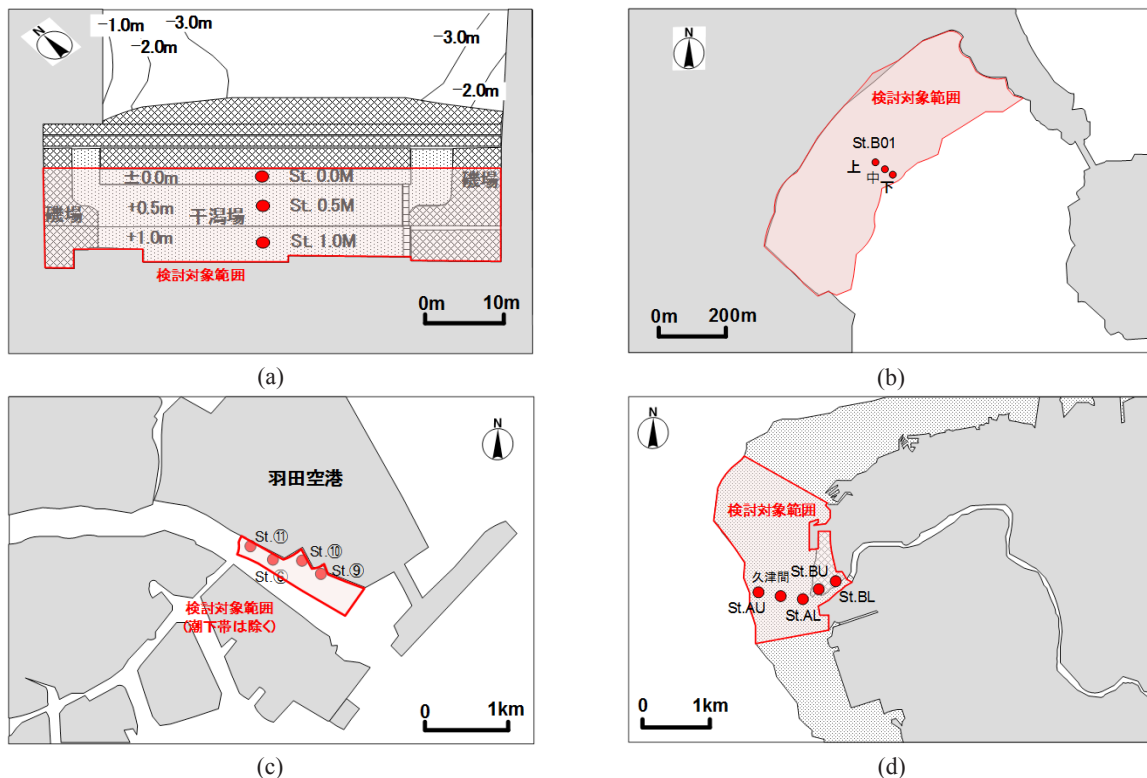 N
−1.0m
−3.0m
−2.0m
−3.0m
−2.0m
±0.0m
St. 0.0M
磯場
磯場
+0.5m
干潟場
St. 0.5M
+1.0m
St. 1.0M
検討対象範囲
0m
10m
(a)
N
検討対象範囲
St.B01
上
中
下
0m
200m
(b)
N
羽田空港
St.⑪
St.⑩
St.⑥
St.⑨
検討対象範囲
(潮下帯は除く)
0
1km
(c)
N
検討対象範囲
St.BU
久津間
St.BL
St.AU
St.AL
0
1km
(d)